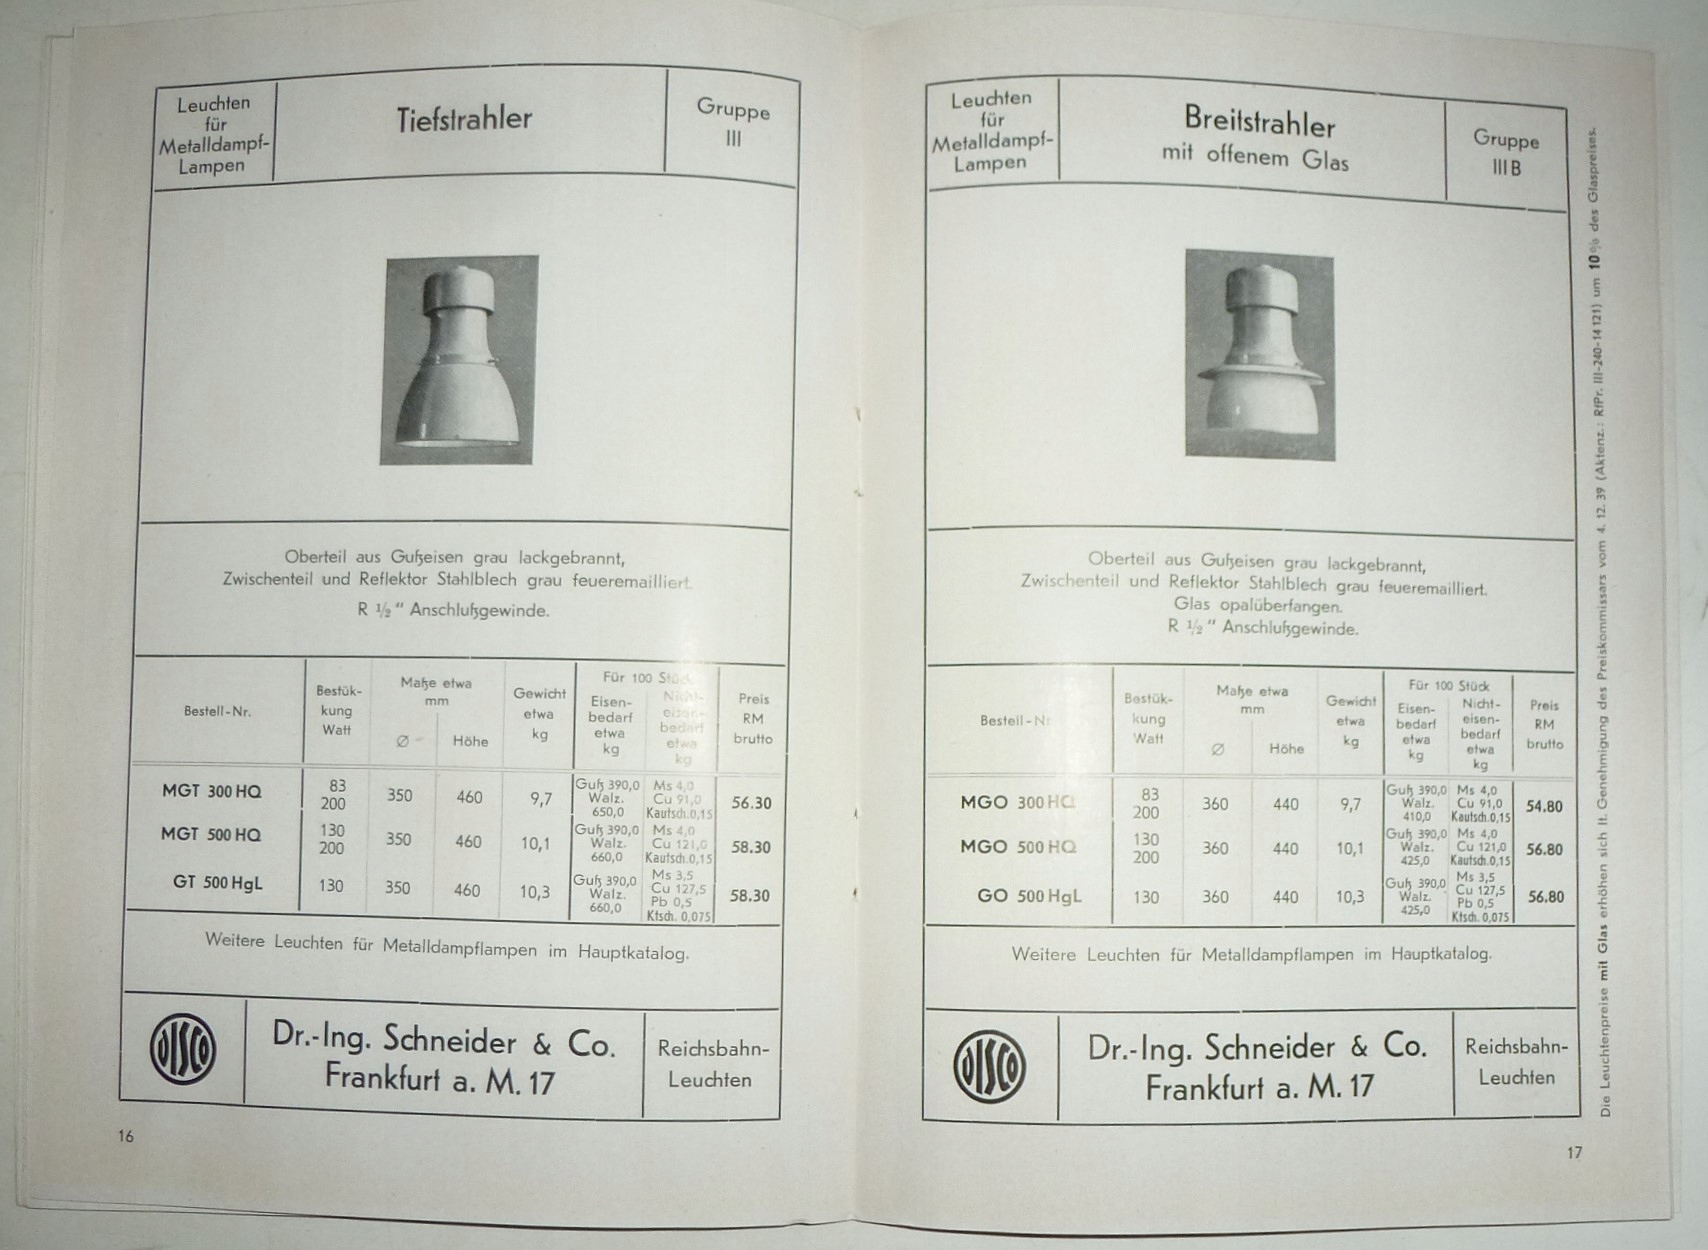 Leuchten
für
Metalldampf-
Lampen
Tiefstrahler
Gruppe
III
Oberteil aus Gußeisen grau lackgebrannt,
Zwischenteil und Reflektor Stahlblech grau feueremailliert.
R 1/2" Anschlußgewinde.
Bestell-Nr.
Bestük-
kung
Watt
Maße etwa
mm
Ø
Höhe
Gewicht
etwa
kg
Für 100 Stück
Eisen-
bedarf
etwa
kg
Nicht-
eisen-
bedarf
etwa
kg
Preis
RM
brutto
MGT 300 HQ
83
200
350
460
9,7
Guß 390,0
Walz.
650,0
Ms 4,0
Cu 91,0
Kautsch. 0,15
56.30
MGT 500 HQ
130
200
350
460
10,1
Guß 390,0
Walz.
660,0
Ms 4,0
Cu 121,0
Kautsch. 0,15
58.30
GT 500 HgL
130
350
460
10,3
Guß 390,0
Walz.
660,0
Ms 3,5
Cu 127,5
Pb 0,5
Ktsch. 0,075
58.30
Weitere Leuchten für Metalldampflampen im Hauptkatalog.
DISCO
Dr.-Ing. Schneider & Co.
Frankfurt a. M. 17
Reichsbahn-
Leuchten
16
Leuchten
für
Metalldampf-
Lampen
Breitstrahler
mit offenem Glas
Gruppe
III B
Oberteil aus Gußeisen grau lackgebrannt,
Zwischenteil und Reflektor Stahlblech grau feueremailliert.
Glas opalüberfangen.
R 1/2" Anschlußgewinde.
Bestell-Nr
Bestük-
kung
Watt
Maße etwa
mm
Ø
Höhe
Gewicht
etwa
kg
Für 100 Stück
Eisen-
bedarf
etwa
kg
Nicht-
eisen-
bedarf
etwa
kg
Preis
RM
brutto
MGO 300 HQ
83
200
360
440
9,7
Guß 390,0
Walz.
410,0
Ms 4,0
Cu 91,0
Kautsch. 0,15
54.80
MGO 500 HQ
130
200
360
440
10,1
Guß 390,0
Walz.
425,0
Ms 4,0
Cu 121,0
Kautsch. 0,15
56.80
GO 500 HgL
130
360
440
10,3
Guß 390,0
Walz.
425,0
Ms 3,5
Cu 127,5
Pb 0,5
Ktsch. 0,075
56.80
Weitere Leuchten für Metalldampflampen im Hauptkatalog.
DISCO
Dr.-Ing. Schneider & Co.
Frankfurt a. M. 17
Reichsbahn-
Leuchten
17
Die Leuchtenpreise mit Glas erhöhen sich lt. Genehmigung des Preiskommissars vom 4. 12. 39 (Aktenz.: RfPr. III-240-14 121) um 10% des Glaspreises.